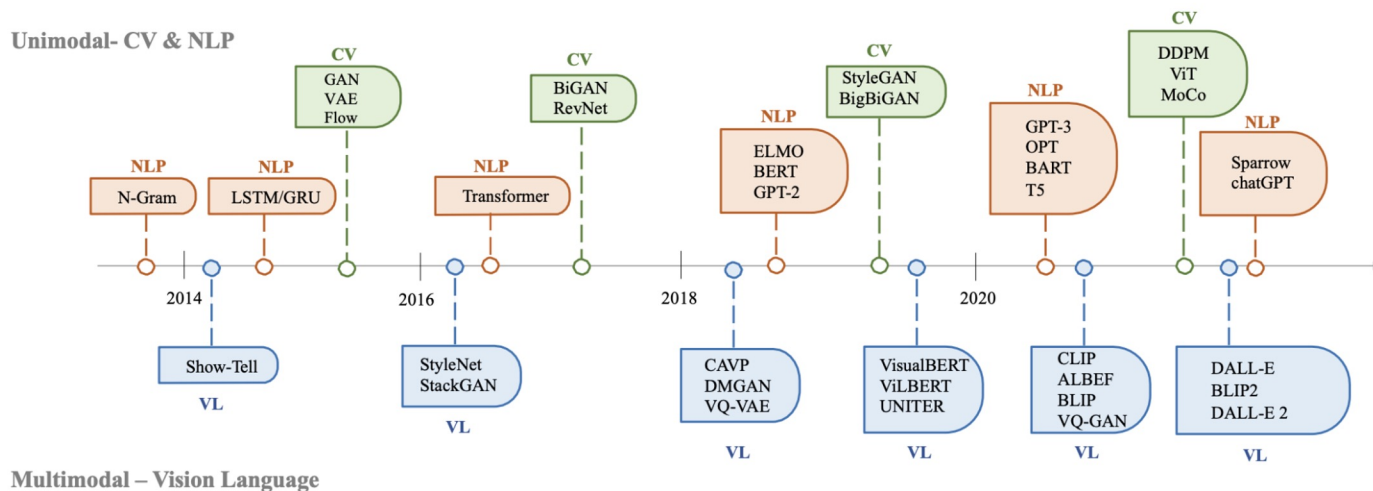 Unimodal- CV & NLP
NLP
N-Gram
NLP
LSTM/GRU
CV
GAN
VAE
Flow
NLP
Transformer
CV
BiGAN
RevNet
NLP
ELMO
BERT
GPT-2
CV
StyleGAN
BigBiGAN
NLP
GPT-3
OPT
BART
T5
CV
DDPM
ViT
MoCo
NLP
Sparrow
chatGPT
2014
2016
2018
2020
Show-Tell
VL
StyleNet
StackGAN
VL
CAVP
DMGAN
VQ-VAE
VL
VisualBERT
ViLBERT
UNITER
VL
CLIP
ALBEF
BLIP
VQ-GAN
VL
DALL-E
BLIP2
DALL-E 2
VL
Multimodal – Vision Language